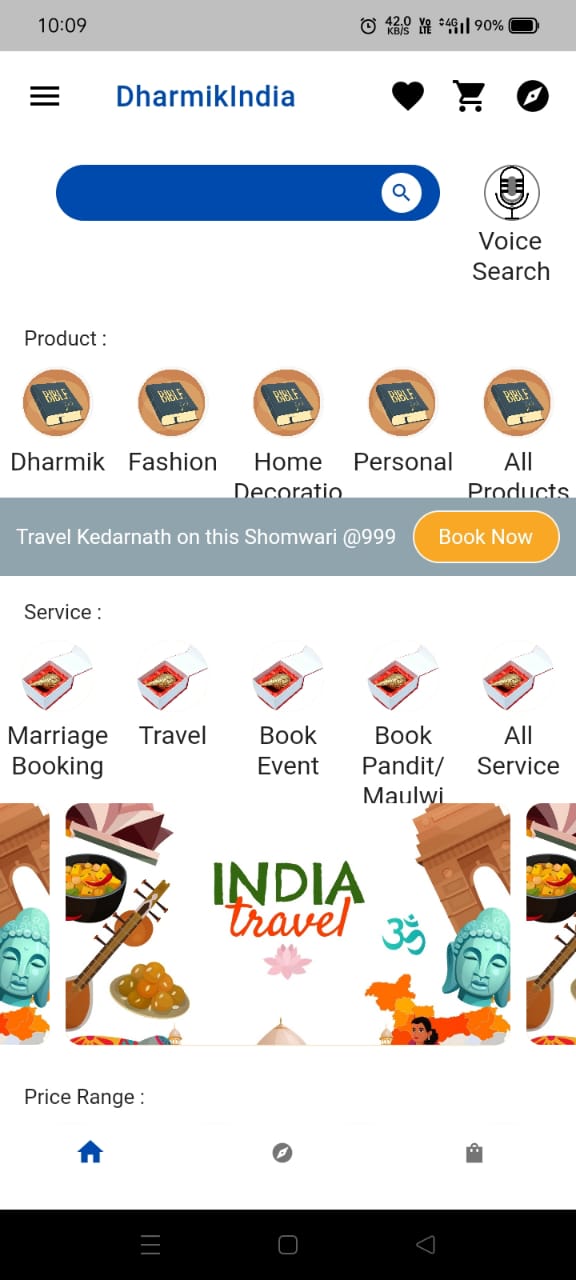 10:09
42.0 KB/S
Vo LTE
4G
90%
DharmikIndia
Voice
Search
Product :
BIBLE
BIBLE
BIBLE
BIBLE
BIBLE
Dharmik
Fashion
Home
Decoratio
Personal
All
Products
Travel Kedarnath on this Shomwari @999
Book Now
Service :
Marriage
Booking
Travel
Book
Event
Book
Pandit/
Maulwi
All
Service
INDIA
travel
ॐ
Price Range :